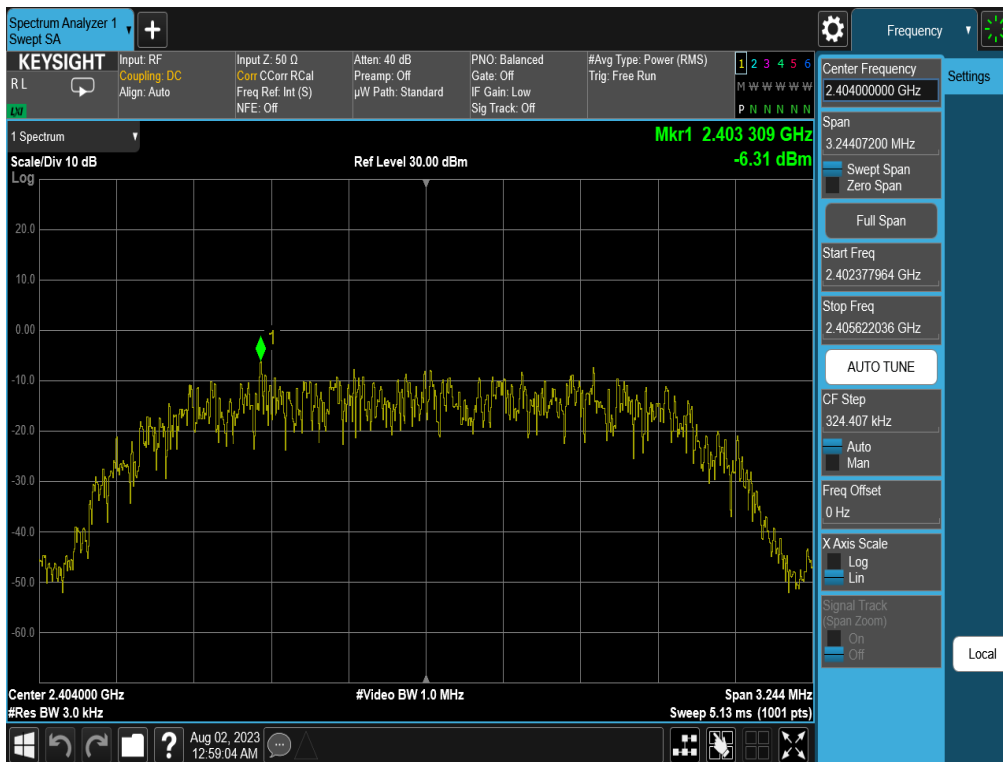 Spectrum Analyzer 1
Swept SA
+
Frequency
KEYSIGHT
R L
LXI
Input: RF
Coupling: DC
Align: Auto
Input Z: 50 Ω
Corr CCorr RCal
Freq Ref: Int (S)
NFE: Off
Atten: 40 dB
Preamp: Off
µW Path: Standard
PNO: Balanced
Gate: Off
IF Gain: Low
Sig Track: Off
#Avg Type: Power (RMS)
Trig: Free Run
1 2 3 4 5 6
M W W W W W
P N N N N N
1 Spectrum
Scale/Div 10 dB
Log
Ref Level 30.00 dBm
Mkr1 2.403 309 GHz
-6.31 dBm
20.0
10.0
0.00
-10.0
-20.0
-30.0
-40.0
-50.0
-60.0
1
Center 2.404000 GHz
#Res BW 3.0 kHz
#Video BW 1.0 MHz
Span 3.244 MHz
Sweep 5.13 ms (1001 pts)
Center Frequency
2.404000000 GHz
Settings
Span
3.24407200 MHz
Swept Span
Zero Span
Full Span
Start Freq
2.402377964 GHz
Stop Freq
2.405622036 GHz
AUTO TUNE
CF Step
324.407 kHz
Auto
Man
Freq Offset
0 Hz
X Axis Scale
Log
Lin
Signal Track
(Span Zoom)
On
Off
Local
?
Aug 02, 2023
12:59:04 AM